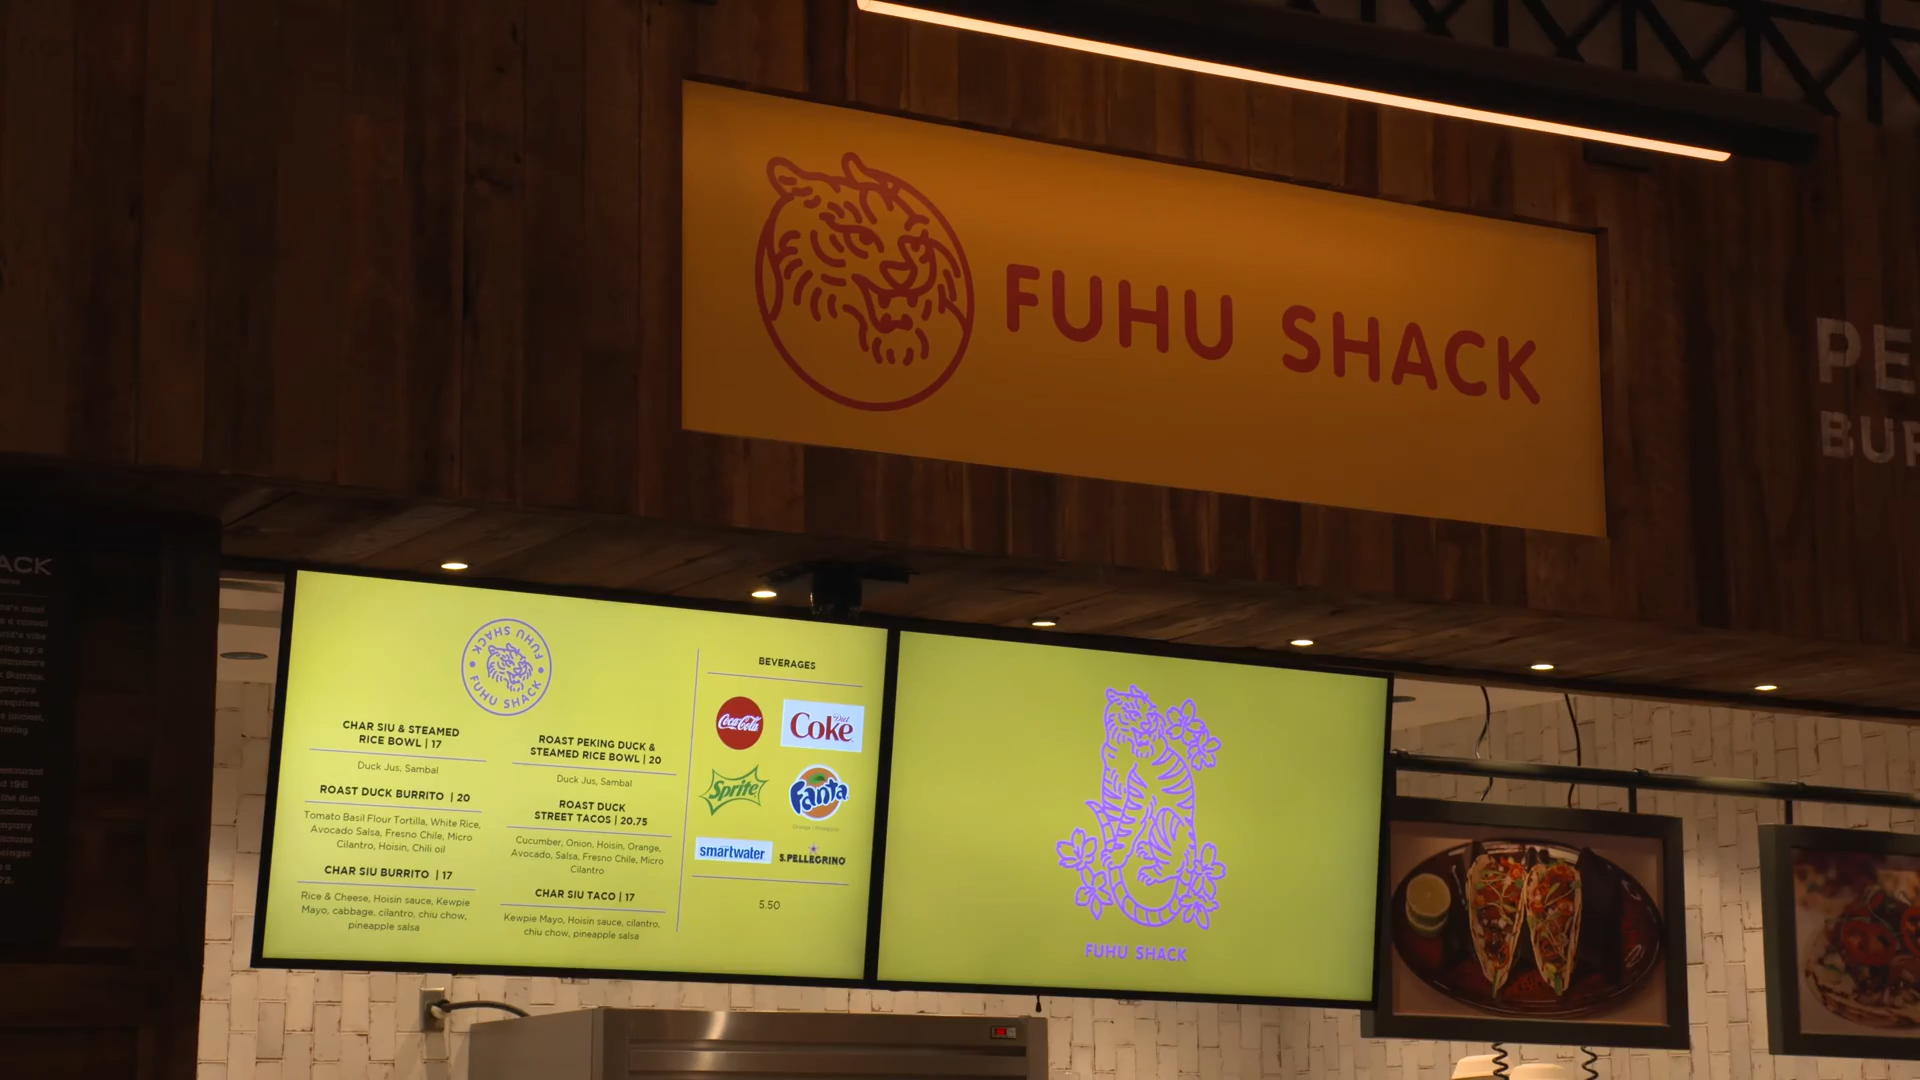 FUHU SHACK
PE
BUR
ACK
FUHU SHACK • FUHU SHACK •
CHAR SIU & STEAMED
RICE BOWL | 17
Duck Jus, Sambal
ROAST DUCK BURRITO | 20
Tomato Basil Flour Tortilla, White Rice,
Avocado Salsa, Fresno Chile, Micro
Cilantro, Hoisin, Chili oil
CHAR SIU BURRITO | 17
Rice & Cheese, Hoisin sauce, Kewpie
Mayo, cabbage, cilantro, chiu chow,
pineapple salsa
ROAST PEKING DUCK &
STEAMED RICE BOWL | 20
Duck Jus, Sambal
ROAST DUCK
STREET TACOS | 20.75
Cucumber, Onion, Hoisin, Orange,
Avocado, Salsa, Fresno Chile, Micro
Cilantro
CHAR SIU TACO | 17
Kewpie Mayo, Hoisin sauce, cilantro,
chiu chow, pineapple salsa
BEVERAGES
Coca-Cola
Diet
Coke
Sprite
Fanta
smartwater
S.PELLEGRINO
5.50
FUHU SHACK